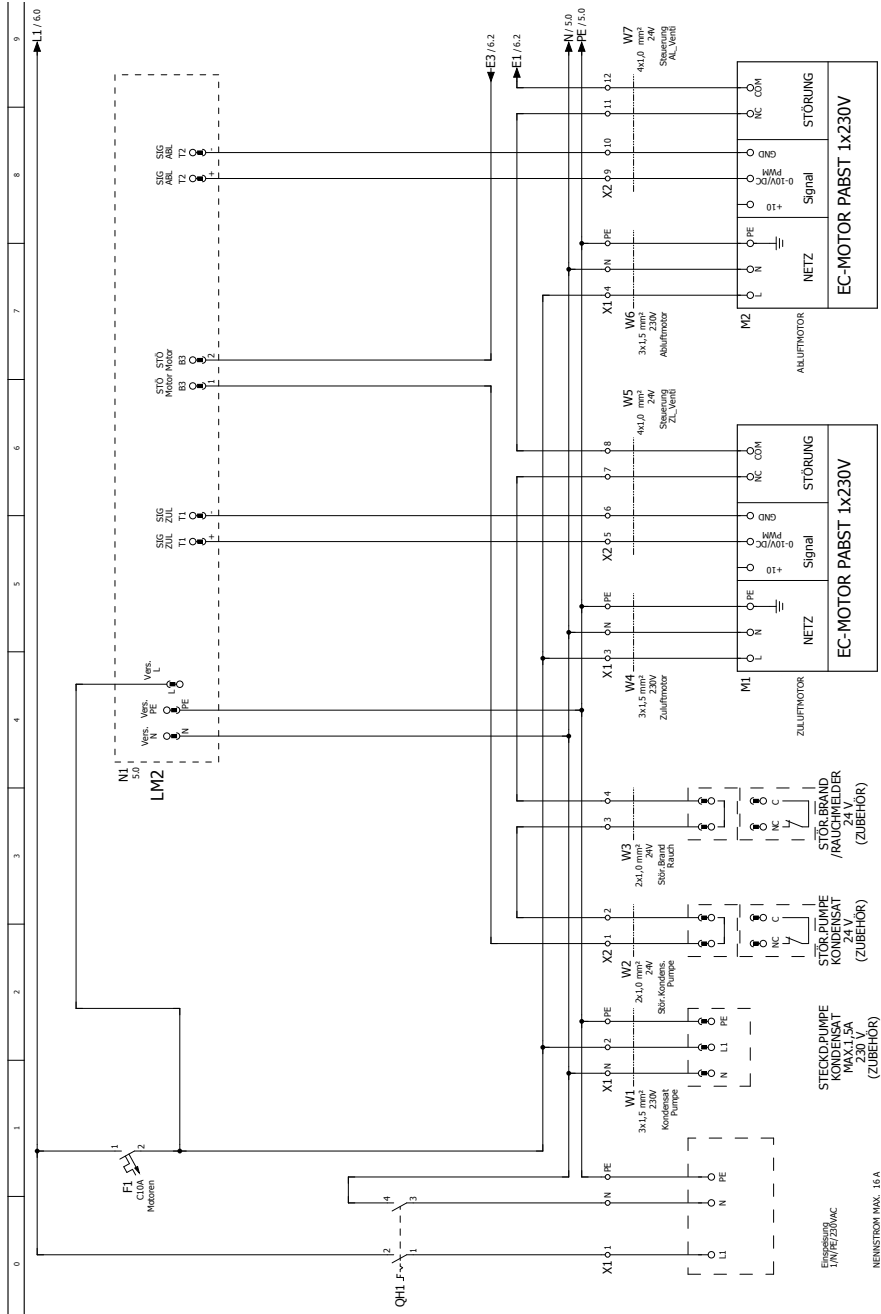 0
1
2
3
4
5
6
7
8
9
L1 / 6.0
F1
C10A
Motoren
1
2
QH1
2
1
4
3
N1
5.0
LM2
Vers.
N
N
Vers.
PE
PE
Vers.
L
L
SIG
ZUL
T1
+
SIG
ZUL
T1
-
STÖ
Motor
B3
1
STÖ
Motor
B3
2
SIG
ABL
T2
+
SIG
ABL
T2
-
E3 / 6.2
E1 / 6.2
N / 5.0
PE / 5.0
X1
1
N
PE
L1
N
PE
Einspeisung
1/N/PE/230VAC
NENNSTROM MAX. 16 A
X1
N
2
PE
W1
3x1,5 mm²
230V
Kondensat
Pumpe
N
L1
PE
STECKD.PUMPE
KONDENSAT
MAX.1,5A
230 V
(ZUBEHÖR)
X2
1
2
W2
2x1,0 mm²
24V
Stör.Kondens.
Pumpe
NC
C
STÖR.PUMPE
KONDENSAT
24 V
(ZUBEHÖR)
3
4
W3
2x1,0 mm²
24V
Stör.Brand
Rauch
NC
C
STÖR.BRAND
/RAUCHMELDER
24 V
(ZUBEHÖR)
X1
3
N
PE
W4
3x1,5 mm²
230V
Zuluftmotor
X2
5
6
7
8
W5
4x1,0 mm²
24V
Steuerung
ZL_Venti
M1
ZULUFTMOTOR
L
N
PE
+10
0-10V/DC
PWM
GND
NC
COM
NETZ
Signal
STÖRUNG
EC-MOTOR PABST 1x230V
X1
4
N
PE
W6
3x1,5 mm²
230V
Abluftmotor
X2
9
10
11
12
W7
4x1,0 mm²
24V
Steuerung
AL_Venti
M2
AbLUFTMOTOR
L
N
PE
+10
0-10V/DC
PWM
GND
NC
COM
NETZ
Signal
STÖRUNG
EC-MOTOR PABST 1x230V